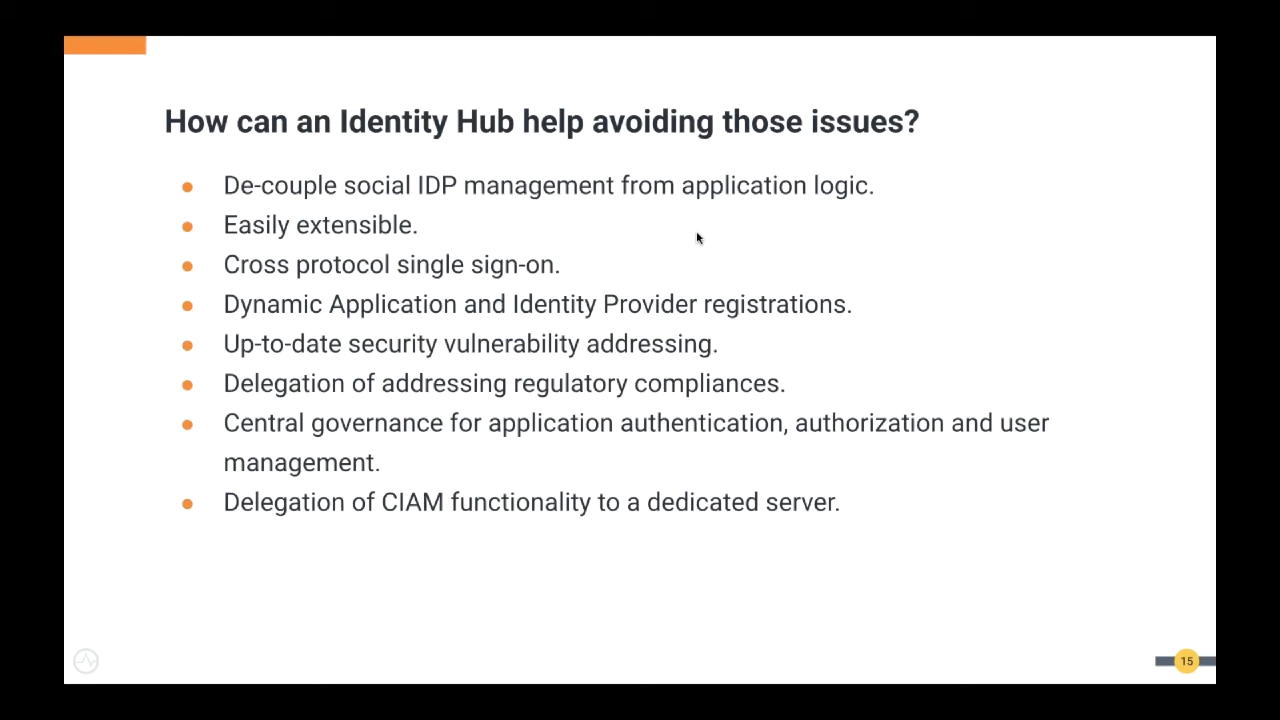 How can an Identity Hub help avoiding those issues?
● De-couple social IDP management from application logic.
● Easily extensible.
● Cross protocol single sign-on.
● Dynamic Application and Identity Provider registrations.
● Up-to-date security vulnerability addressing.
● Delegation of addressing regulatory compliances.
● Central governance for application authentication, authorization and user
management.
● Delegation of CIAM functionality to a dedicated server.
15